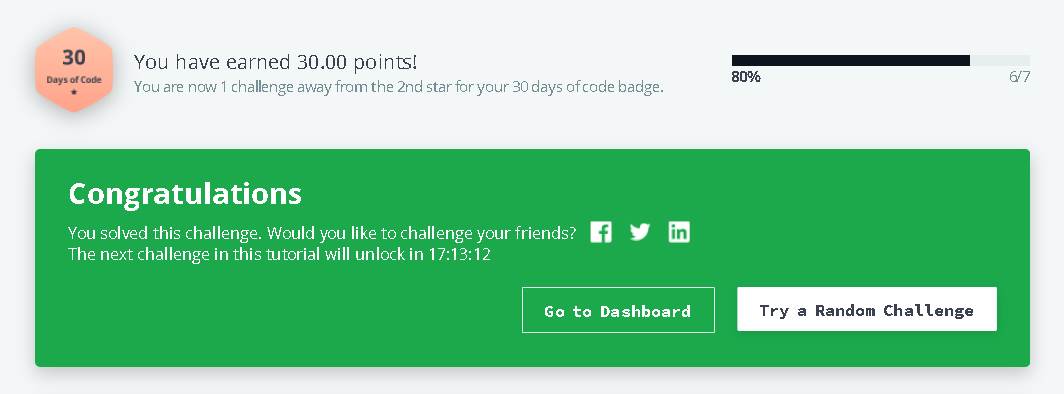 30
Days of Code
You have earned 30.00 points!
You are now 1 challenge away from the 2nd star for your 30 days of code badge.
80%
6/7
Congratulations
You solved this challenge. Would you like to challenge your friends?
The next challenge in this tutorial will unlock in 17:13:12
Go to Dashboard
Try a Random Challenge